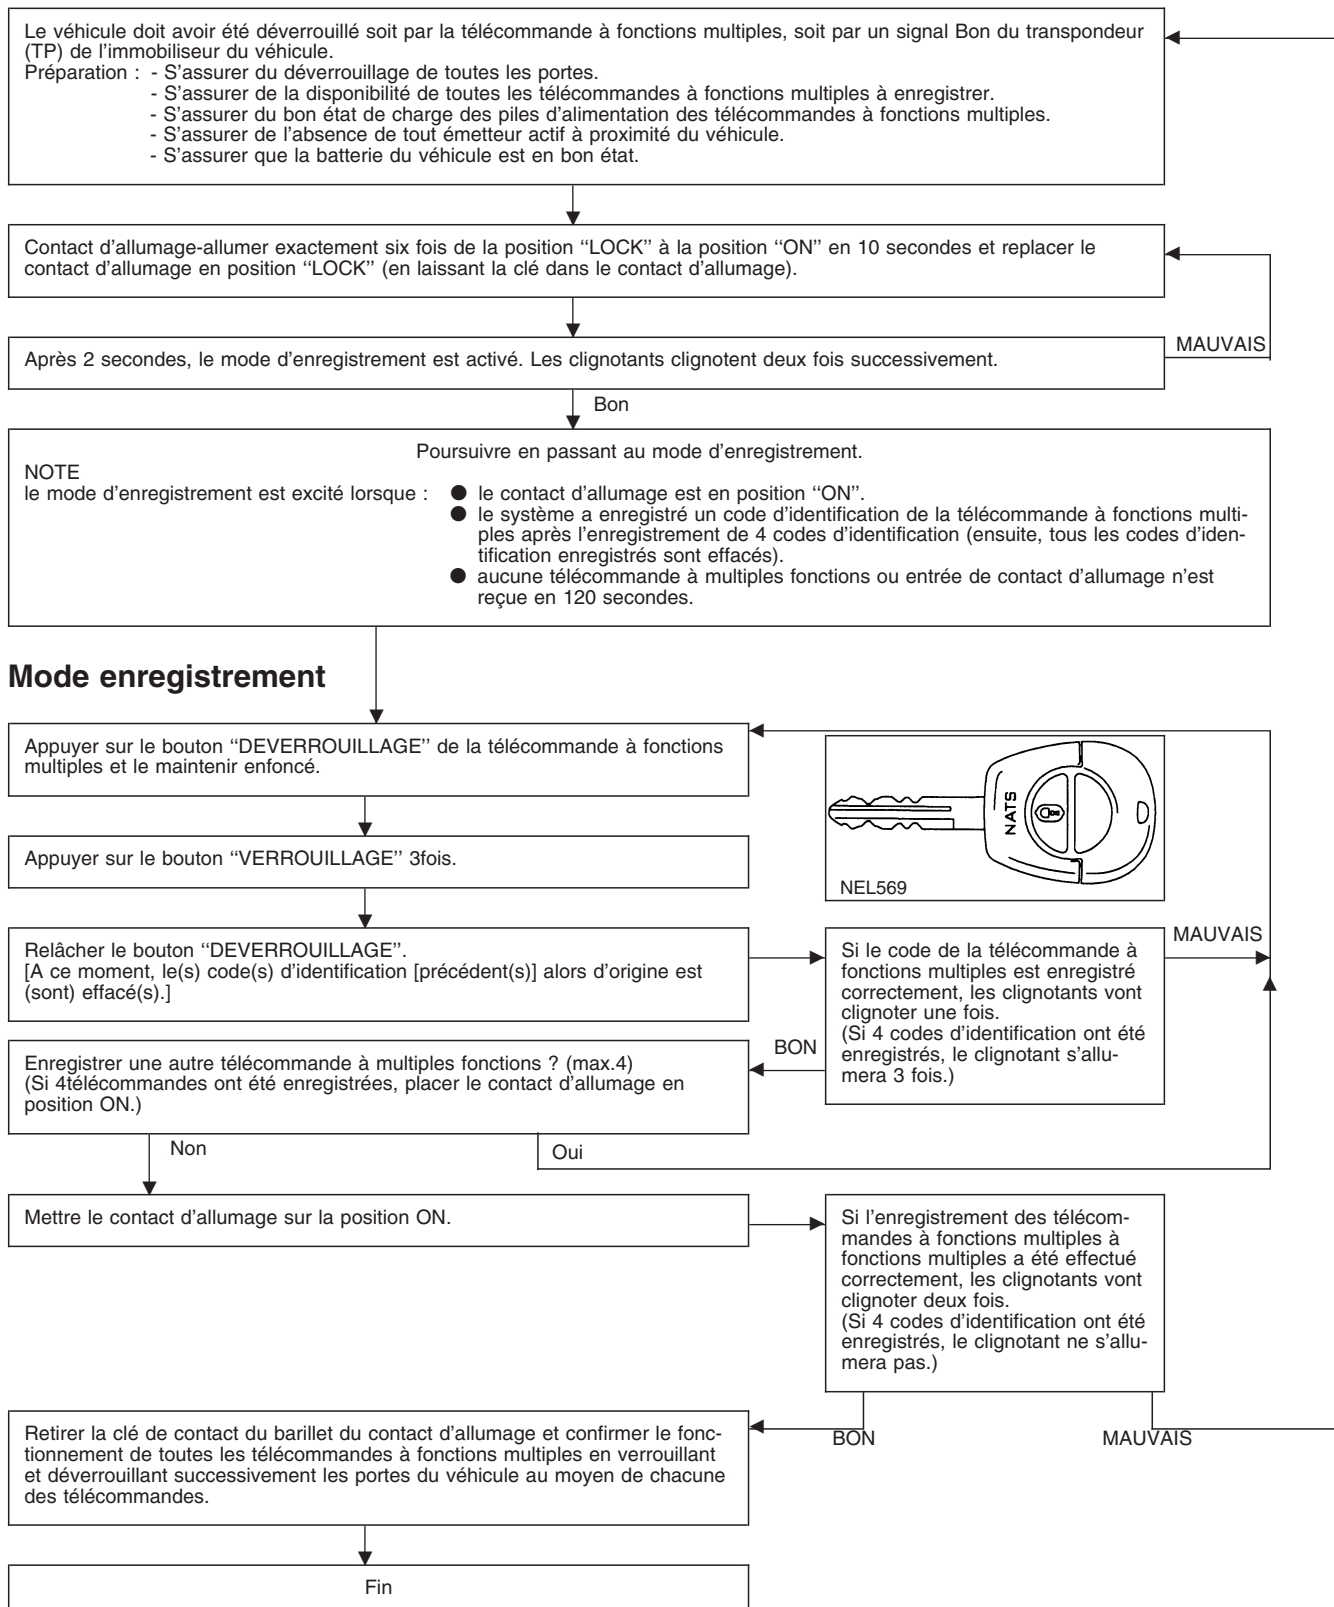 Le véhicule doit avoir été déverrouillé soit par la télécommande à fonctions multiples, soit par un signal Bon du transpondeur
(TP) de l’immobiliseur du véhicule.
Préparation : - S’assurer du déverrouillage de toutes les portes.
- S’assurer de la disponibilité de toutes les télécommandes à fonctions multiples à enregistrer.
- S’assurer du bon état de charge des piles d’alimentation des télécommandes à fonctions multiples.
- S’assurer de l’absence de tout émetteur actif à proximité du véhicule.
- S’assurer que la batterie du véhicule est en bon état.
Contact d’allumage-allumer exactement six fois de la position ‘‘LOCK’’ à la position ‘‘ON’’ en 10 secondes et replacer le
contact d’allumage en position ‘‘LOCK’’ (en laissant la clé dans le contact d’allumage).
Après 2 secondes, le mode d’enregistrement est activé. Les clignotants clignotent deux fois successivement.
MAUVAIS
Bon
Poursuivre en passant au mode d’enregistrement.
NOTE
le mode d’enregistrement est excité lorsque : ● le contact d’allumage est en position ‘‘ON’’.
● le système a enregistré un code d’identification de la télécommande à fonctions multi-
ples après l’enregistrement de 4 codes d’identification (ensuite, tous les codes d’iden-
tification enregistrés sont effacés).
● aucune télécommande à multiples fonctions ou entrée de contact d’allumage n’est
reçue en 120 secondes.
Mode enregistrement
Appuyer sur le bouton ‘‘DEVERROUILLAGE’’ de la télécommande à fonctions
multiples et le maintenir enfoncé.
NATS
NEL569
Appuyer sur le bouton ‘‘VERROUILLAGE’’ 3fois.
Relâcher le bouton ‘‘DEVERROUILLAGE’’.
[A ce moment, le(s) code(s) d’identification [précédent(s)] alors d’origine est
(sont) effacé(s).]
Si le code de la télécommande à
fonctions multiples est enregistré
correctement, les clignotants vont
clignoter une fois.
(Si 4 codes d’identification ont été
enregistrés, le clignotant s’allu-
mera 3 fois.)
MAUVAIS
BON
Enregistrer une autre télécommande à multiples fonctions ? (max.4)
(Si 4télécommandes ont été enregistrées, placer le contact d’allumage en
position ON.)
Non
Oui
Mettre le contact d’allumage sur la position ON.
Si l’enregistrement des télécom-
mandes à fonctions multiples à
fonctions multiples a été effectué
correctement, les clignotants vont
clignoter deux fois.
(Si 4 codes d’identification ont été
enregistrés, le clignotant ne s’allu-
mera pas.)
BON
MAUVAIS
Retirer la clé de contact du barillet du contact d’allumage et confirmer le fonc-
tionnement de toutes les télécommandes à fonctions multiples en verrouillant
et déverrouillant successivement les portes du véhicule au moyen de chacune
des télécommandes.
Fin